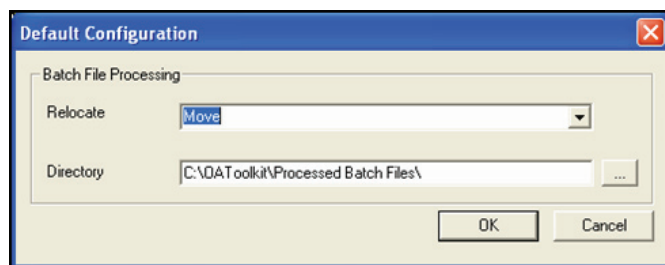 Default Configuration
Batch File Processing
Relocate Move
Directory C:\OAToolkit\Processed Batch Files\ ...
OK Cancel